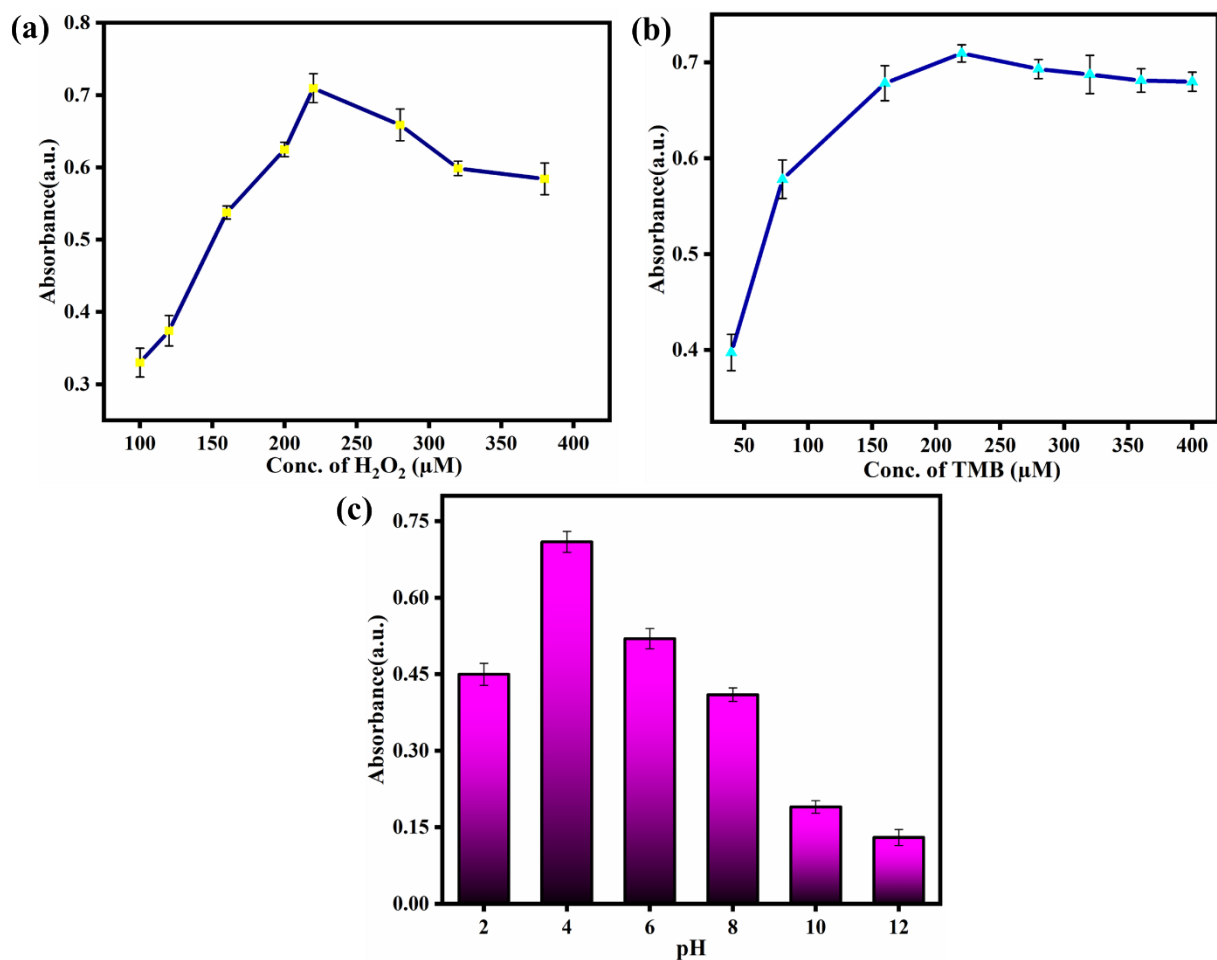 (a)
Absorbance(a.u.)
0.8
0.7
0.6
0.5
0.4
0.3
100 150 200 250 300 350 400
Conc. of H₂O₂ (µM)
(b)
Absorbance(a.u.)
0.7
0.6
0.5
0.4
50 100 150 200 250 300 350 400
Conc. of TMB (µM)
(c)
Absorbance(a.u.)
0.75
0.60
0.45
0.30
0.15
0.00
2 4 6 8 10 12
pH